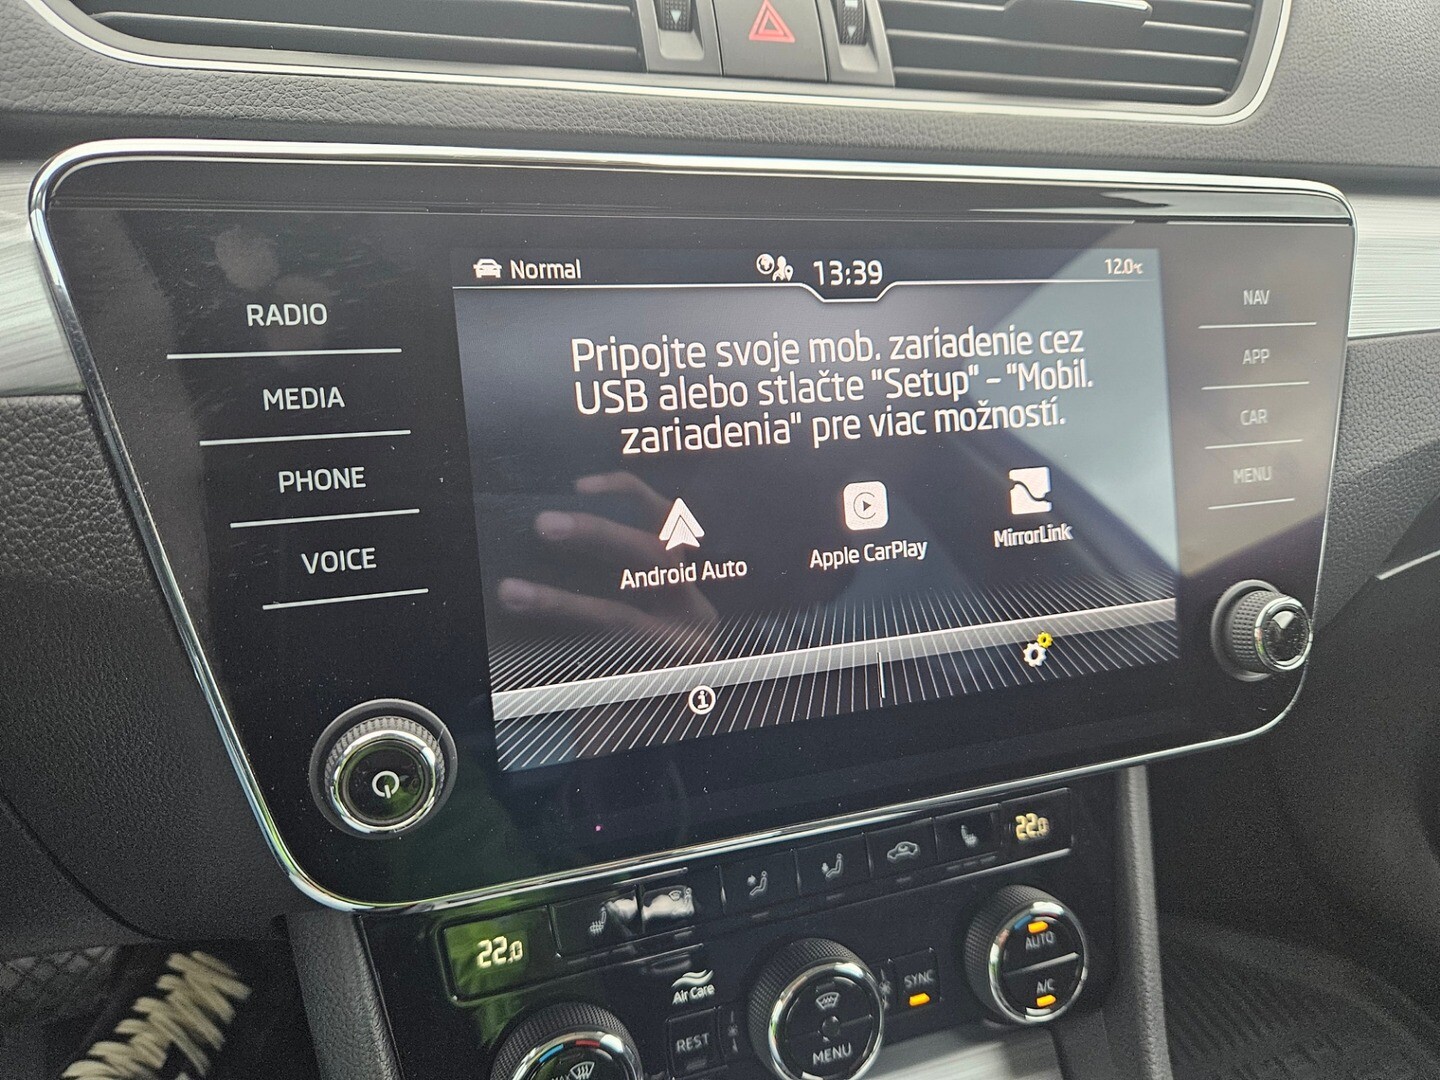 Normal
13:39
12.0°C
RADIO
MEDIA
PHONE
VOICE
Pripojte svoje mob. zariadenie cez
USB alebo stlačte "Setup" – "Mobil.
zariadenia" pre viac možností.
Android Auto
Apple CarPlay
MirrorLink
NAV
APP
CAR
MENU
22.0
22.0
Air Care
REST
MENU
SYNC
AUTO
A/C
MAX